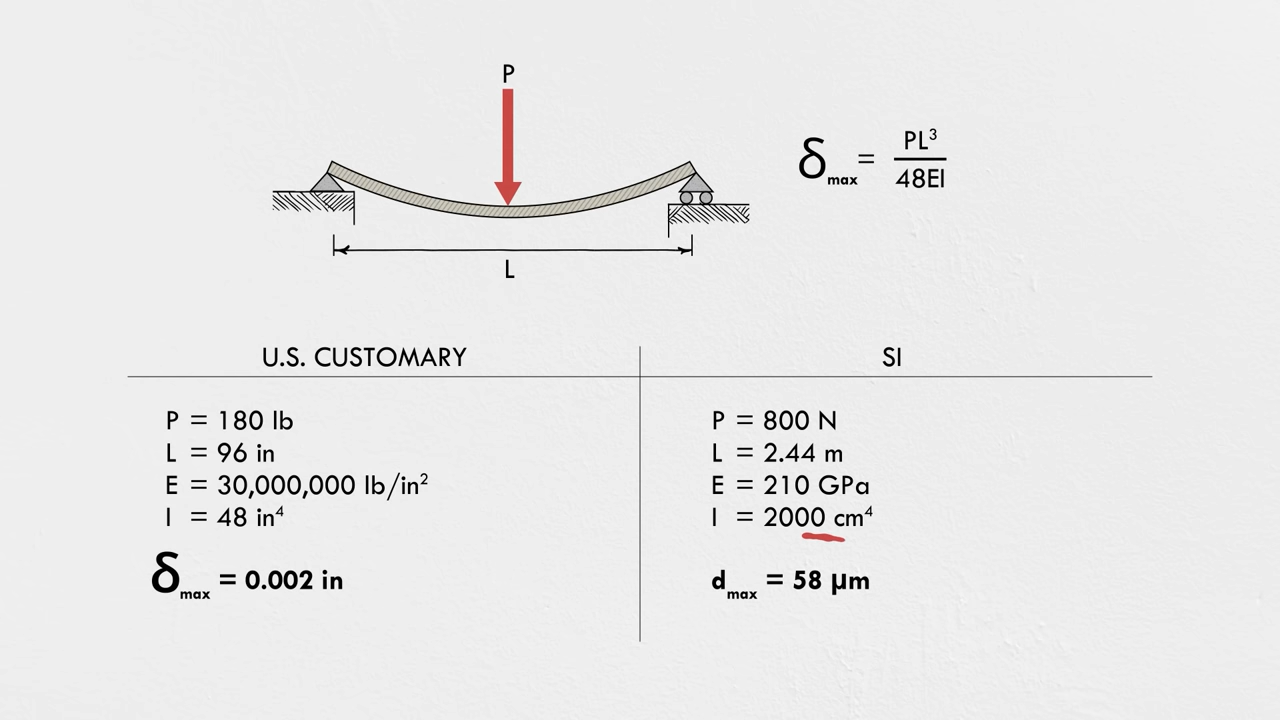 P
δmax = PL³
48EI
L
U.S. CUSTOMARY
SI
P = 180 lb
L = 96 in
E = 30,000,000 lb/in²
I = 48 in⁴
δmax = 0.002 in
P = 800 N
L = 2.44 m
E = 210 GPa
I = 2000 cm⁴
dmax = 58 µm